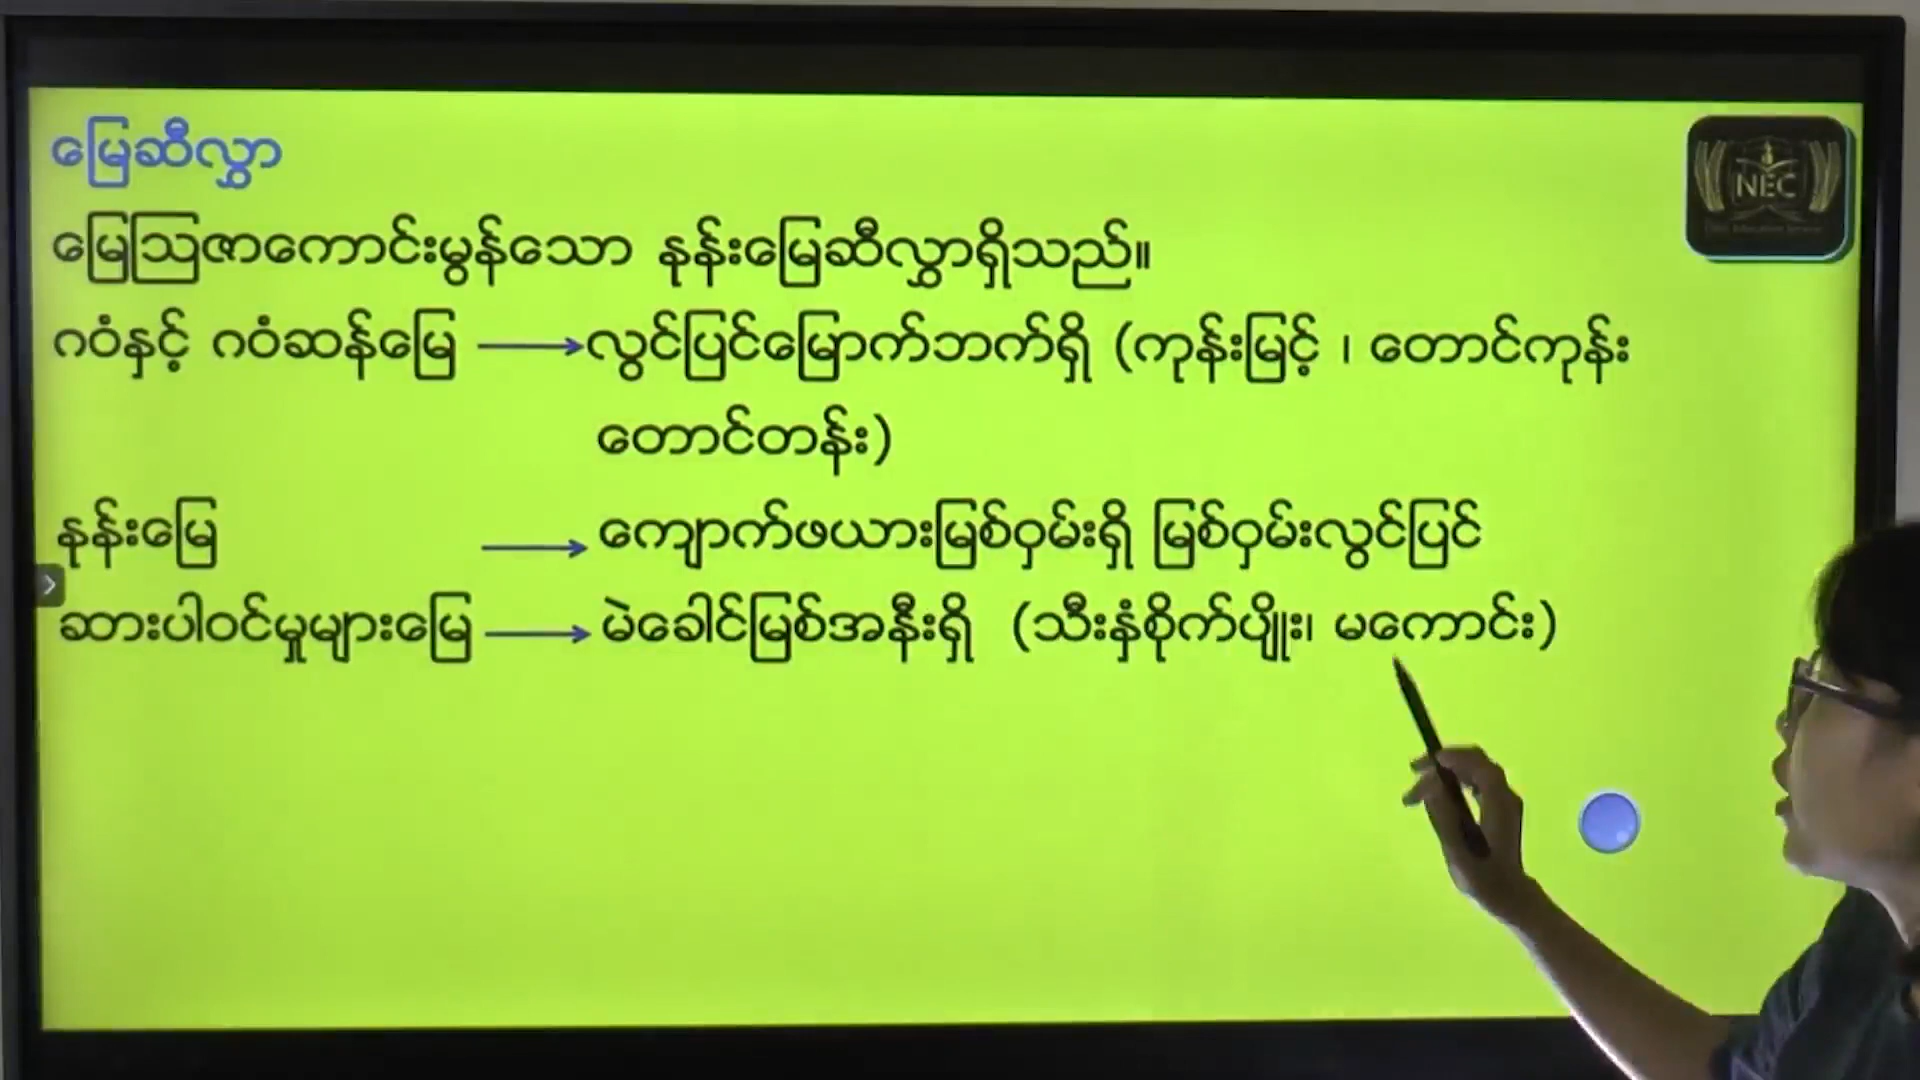 မြေဆီလွှာ
NEC
မြေဩဇာကောင်းမွန်သော နုန်းမြေဆီလွှာရှိသည်။
ဂဝံနှင့် ဂဝံဆန်မြေ → လွင်ပြင်မြောက်ဘက်ရှိ (ကုန်းမြင့် ၊ တောင်ကုန်း
တောင်တန်း)
နုန်းမြေ → ကျောက်ဖယားမြစ်ဝှမ်းရှိ မြစ်ဝှမ်းလွင်ပြင်
ဆားပါဝင်မှုများမြေ → မဲခေါင်မြစ်အနီးရှိ (သီးနှံစိုက်ပျိုး၊ မကောင်း)